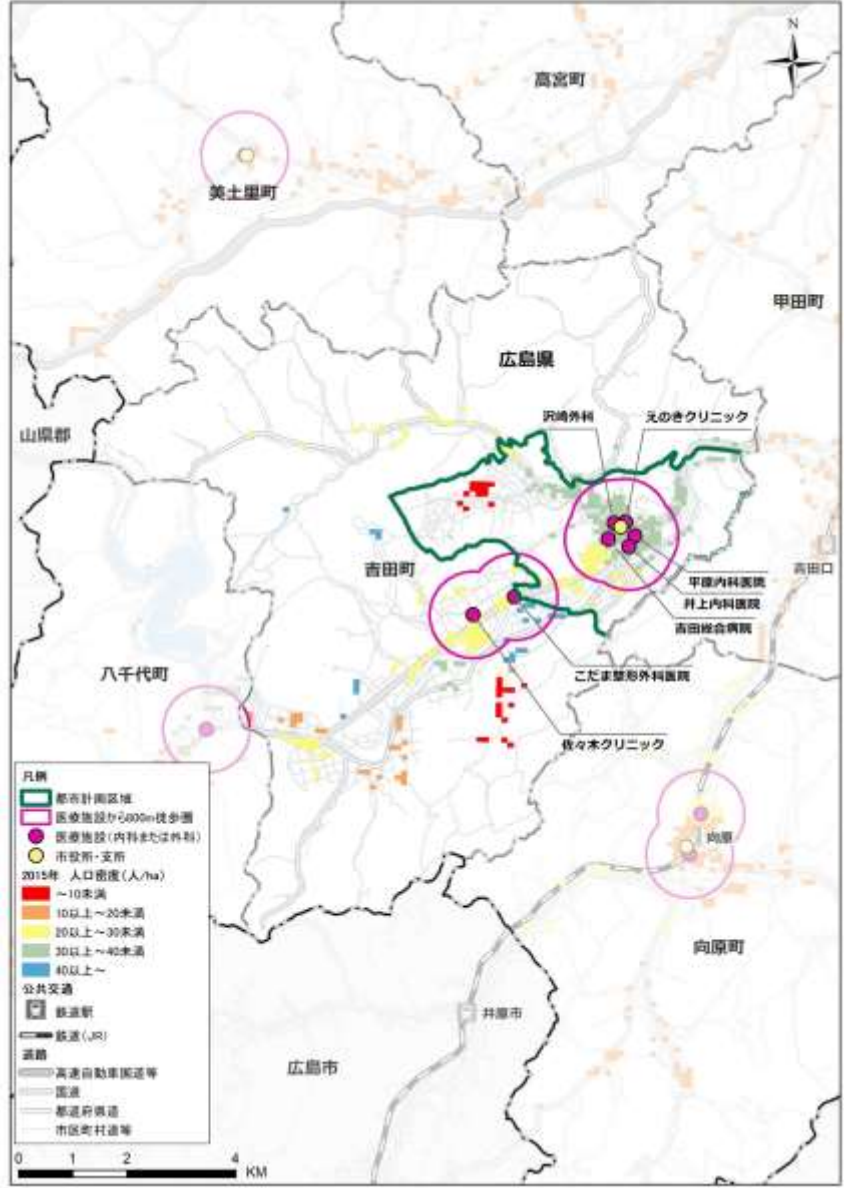 N
高宮町
美土里町
甲田町
広島県
沢崎外科
えのきクリニック
山県郡
吉田町
吉田口
平原内科医院
井上内科医院
吉田総合病院
こだま整形外科医院
八千代町
佐々木クリニック
凡例
都市計画区域
医療施設から800m徒歩圏
医療施設(内科または外科)
市役所・支所
2015年 人口密度(人/ha)
~10未満
10以上~20未満
20以上~30未満
30以上~40未満
40以上~
公共交通
鉄道駅
鉄道(JR)
道路
高速自動車国道等
国道
都道府県道
市区町村道等
向原
向原町
井原市
広島市
0 1 2 4
KM